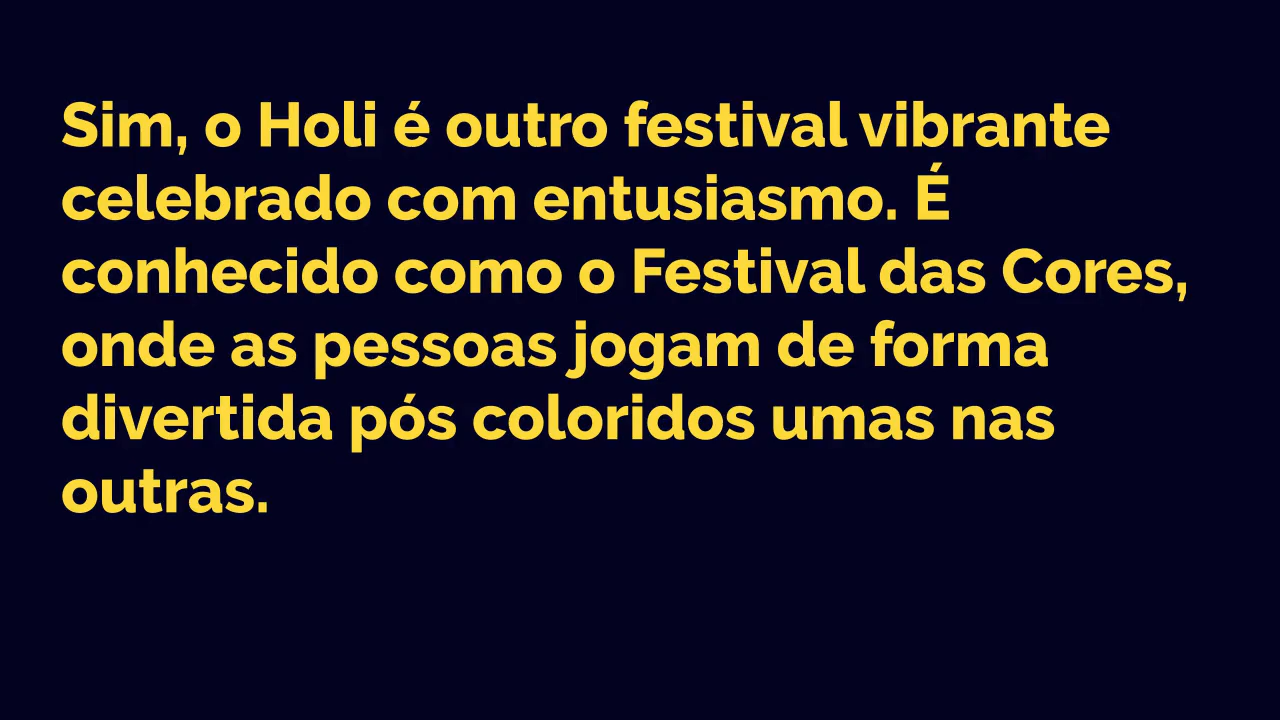 Sim, o Holi é outro festival vibrante
celebrado com entusiasmo. É
conhecido como o Festival das Cores,
onde as pessoas jogam de forma
divertida pós coloridos umas nas
outras.